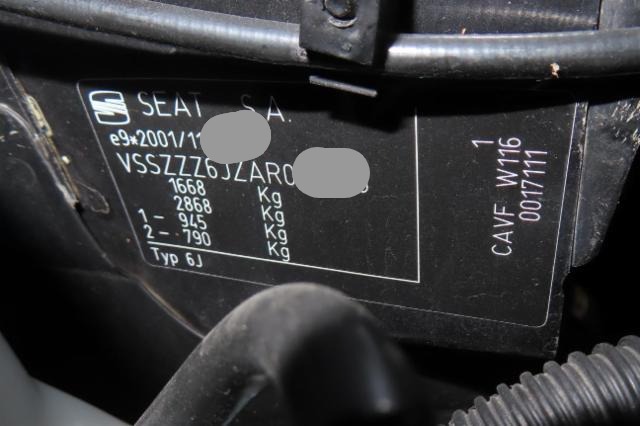 SEAT S.A.
e9*2001/11
VSSZZZ6JZAR0
1668 Kg
2868 Kg
1 - 945 Kg
2 - 790 Kg
Typ 6J
1
CAVF W116
0017111